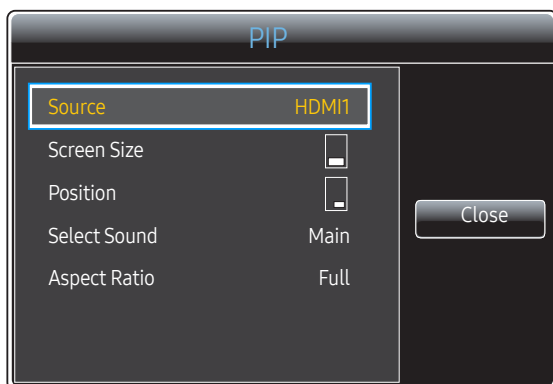 PIP
Source HDMI1
Screen Size
Position
Select Sound Main
Aspect Ratio Full
Close